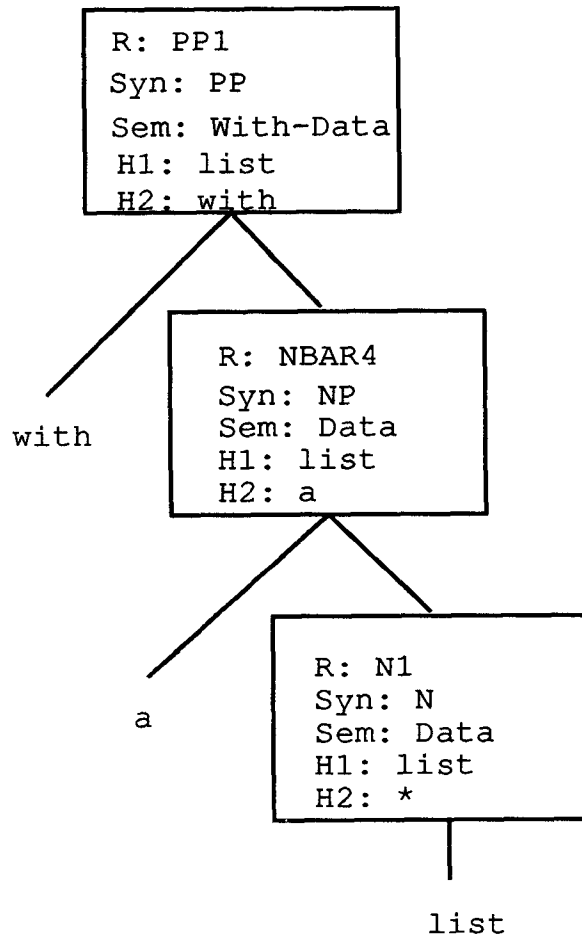 R: PP1
Syn: PP
Sem: With-Data
H1: list
H2: with
with
R: NBAR4
Syn: NP
Sem: Data
H1: list
H2: a
a
R: N1
Syn: N
Sem: Data
H1: list
H2: *
list